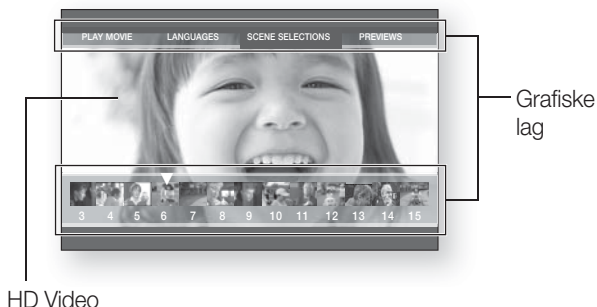 PLAY MOVIE LANGUAGES SCENE SELECTIONS PREVIEWS
Grafiske
lag
3 4 5 6 7 8 9 10 11 12 13 14 15
HD Video